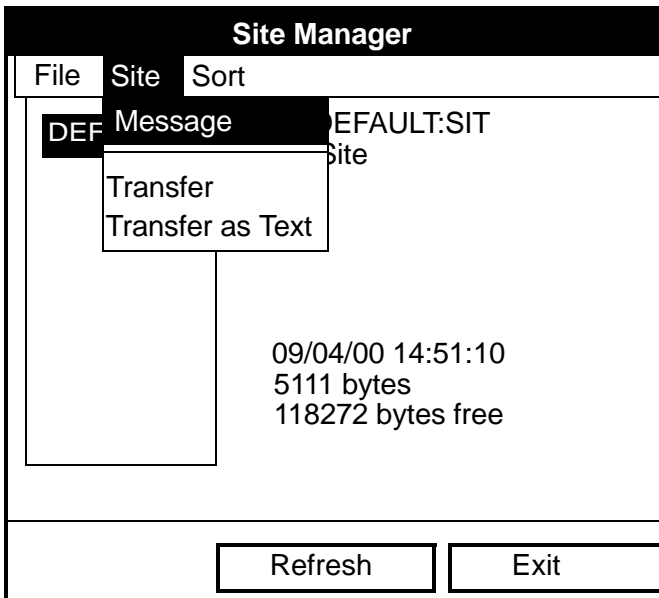 Site Manager
File Site Sort
Message
DEF
EFAULT:SIT
Site
Transfer
Transfer as Text
09/04/00 14:51:10
5111 bytes
118272 bytes free
Refresh
Exit